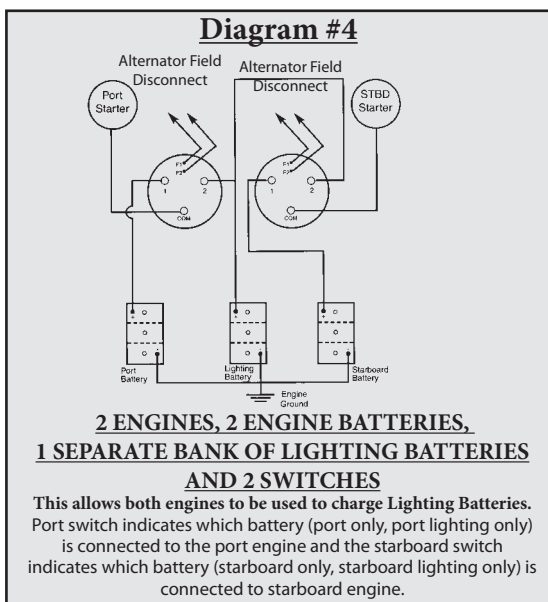 Diagram #4
Alternator Field
Disconnect
Alternator Field
Disconnect
Port
Starter
STBD
Starter
F1
F2
1
2
COM
F1
F2
1
2
COM
+
+
+
-
-
-
Port
Battery
Lighting
Battery
Starboard
Battery
Engine
Ground
2 ENGINES, 2 ENGINE BATTERIES,
1 SEPARATE BANK OF LIGHTING BATTERIES
AND 2 SWITCHES
This allows both engines to be used to charge Lighting Batteries.
Port switch indicates which battery (port only, port lighting only)
is connected to the port engine and the starboard switch
indicates which battery (starboard only, starboard lighting only) is
connected to starboard engine.